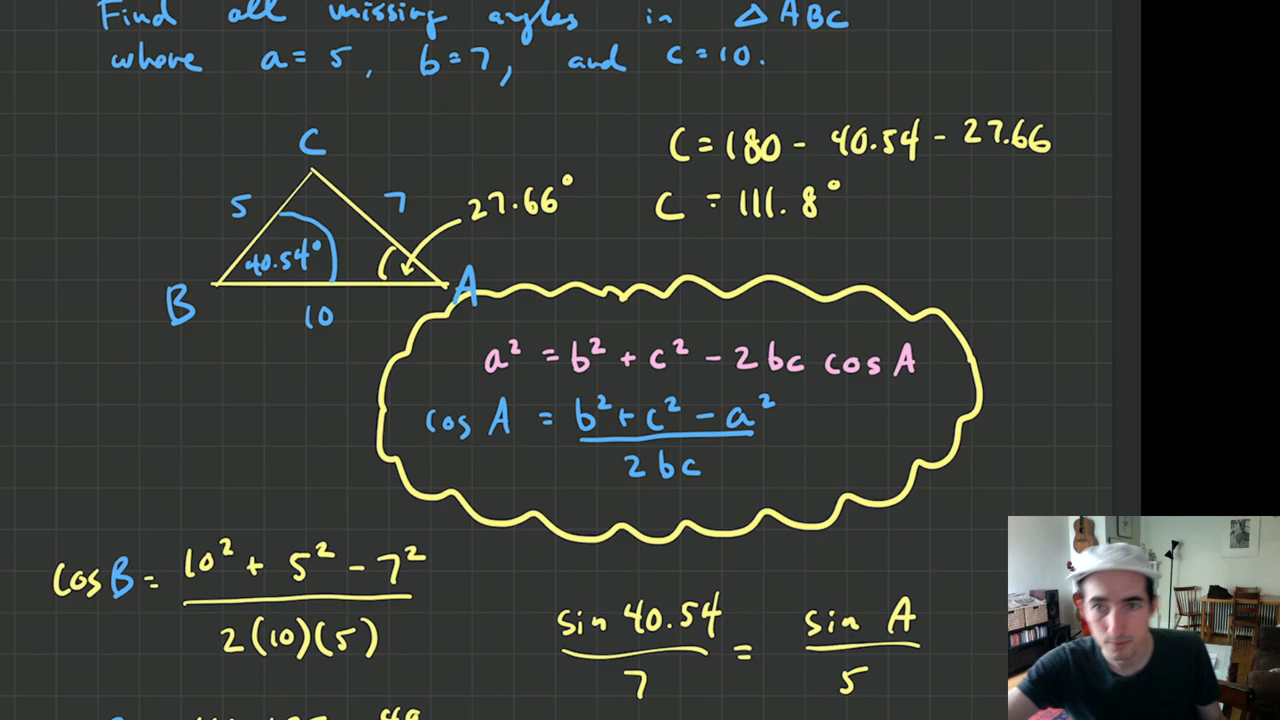 Find all missing angles in △ABC
where a = 5, b = 7, and c = 10.
C = 180 - 40.54 - 27.66
C = 111.8°
C
5
7
27.66°
40.54°
B
A
10
a² = b² + c² - 2bc cos A
cos A = b² + c² - a²
2bc
cos B = 10² + 5² - 7²
2(10)(5)
sin 40.54 = sin A
7 5